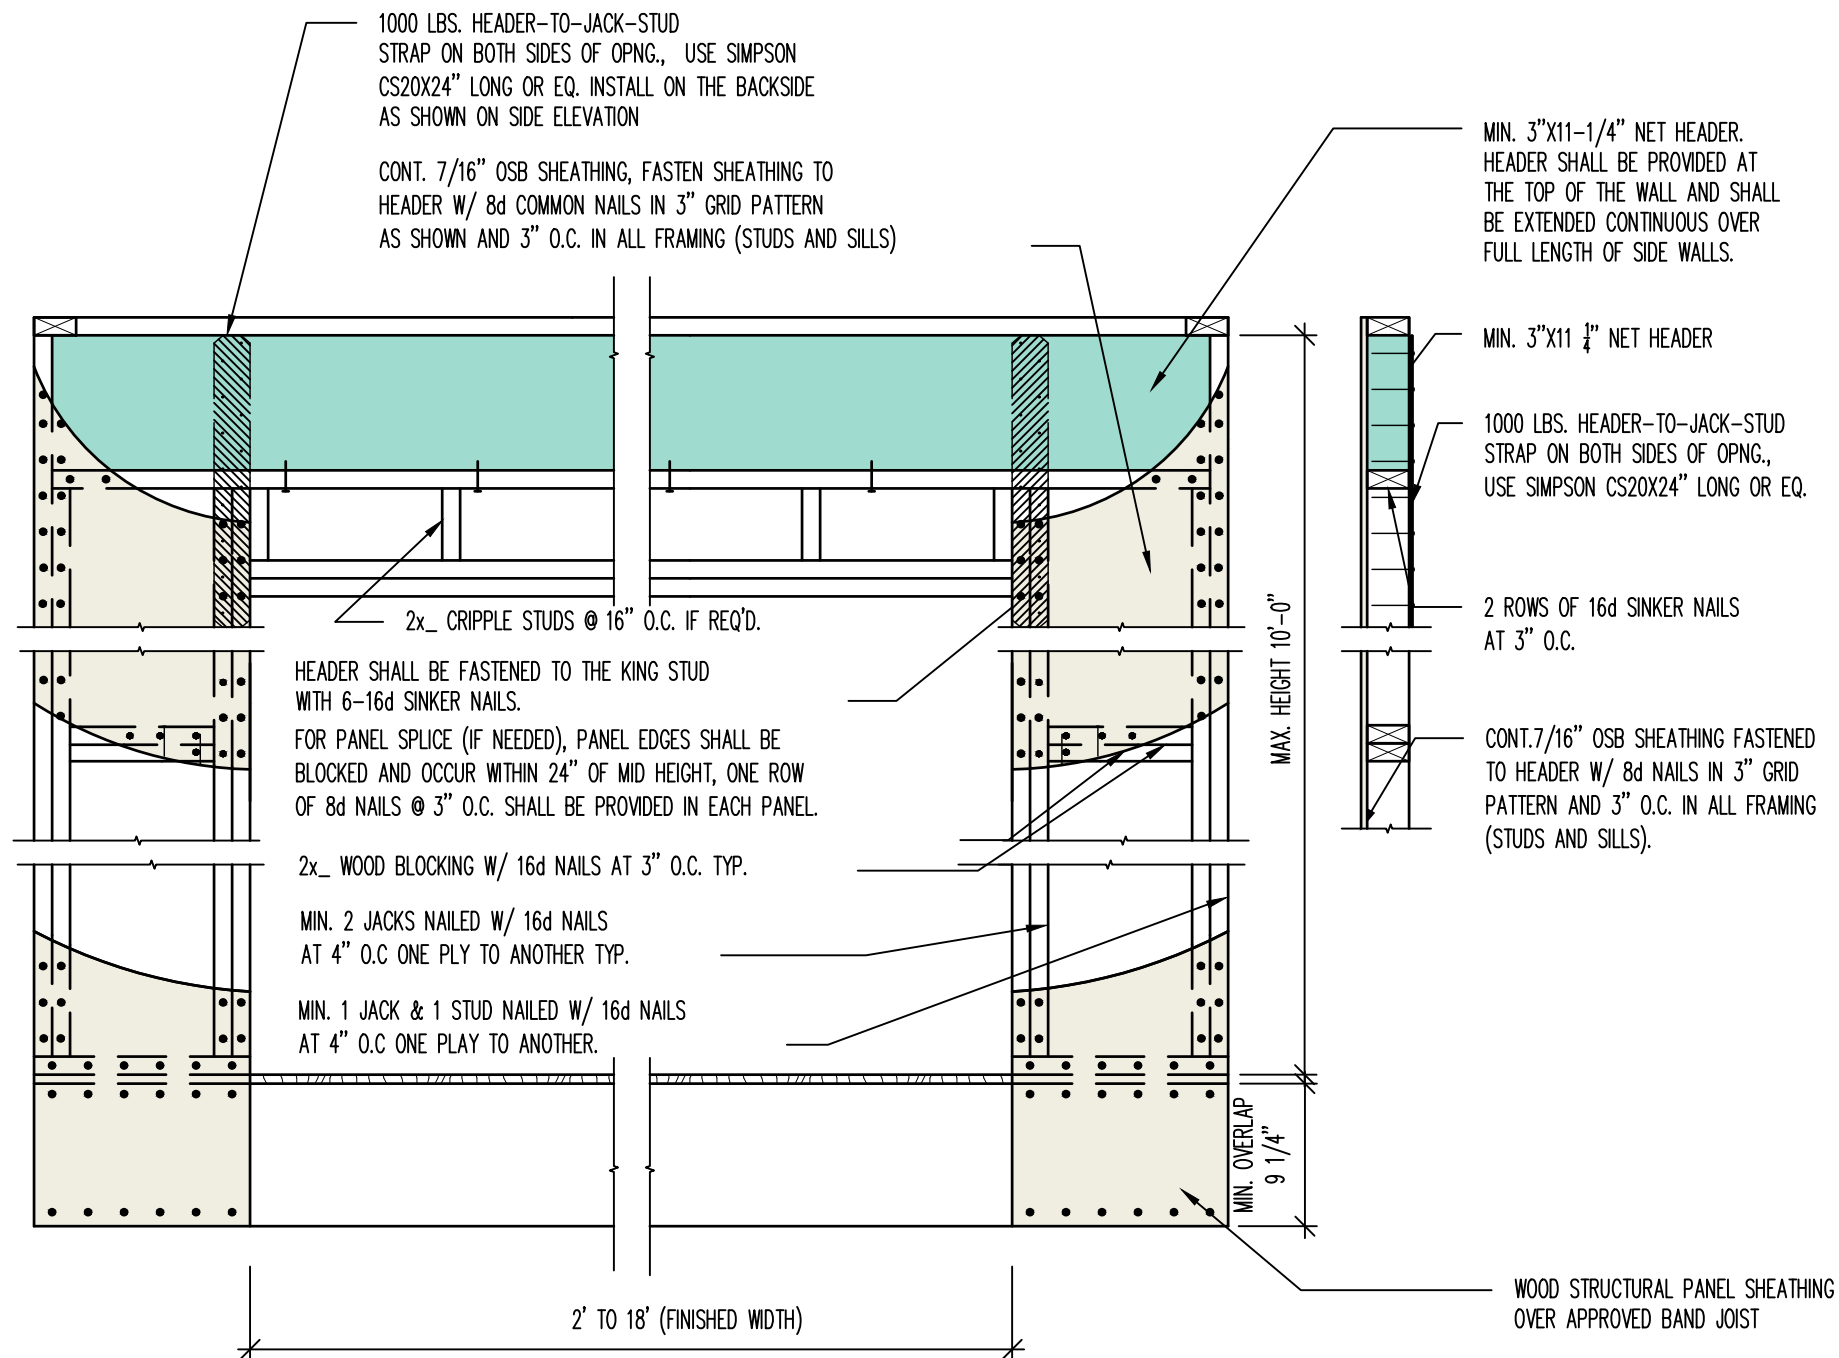 1000 LBS. HEADER-TO-JACK-STUD
STRAP ON BOTH SIDES OF OPNG., USE SIMPSON
CS20X24" LONG OR EQ. INSTALL ON THE BACKSIDE
AS SHOWN ON SIDE ELEVATION
CONT. 7/16" OSB SHEATHING, FASTEN SHEATHING TO
HEADER W/ 8d COMMON NAILS IN 3" GRID PATTERN
AS SHOWN AND 3" O.C. IN ALL FRAMING (STUDS AND SILLS)
MIN. 3"X11-1/4" NET HEADER.
HEADER SHALL BE PROVIDED AT
THE TOP OF THE WALL AND SHALL
BE EXTENDED CONTINUOUS OVER
FULL LENGTH OF SIDE WALLS.
MIN. 3"X11 1/4" NET HEADER
1000 LBS. HEADER-TO-JACK-STUD
STRAP ON BOTH SIDES OF OPNG.,
USE SIMPSON CS20X24" LONG OR EQ.
2 ROWS OF 16d SINKER NAILS
AT 3" O.C.
CONT.7/16" OSB SHEATHING FASTENED
TO HEADER W/ 8d NAILS IN 3" GRID
PATTERN AND 3" O.C. IN ALL FRAMING
(STUDS AND SILLS).
2x_ CRIPPLE STUDS @ 16" O.C. IF REQ'D.
HEADER SHALL BE FASTENED TO THE KING STUD
WITH 6-16d SINKER NAILS.
FOR PANEL SPLICE (IF NEEDED), PANEL EDGES SHALL BE
BLOCKED AND OCCUR WITHIN 24" OF MID HEIGHT, ONE ROW
OF 8d NAILS @ 3" O.C. SHALL BE PROVIDED IN EACH PANEL.
2x_ WOOD BLOCKING W/ 16d NAILS AT 3" O.C. TYP.
MIN. 2 JACKS NAILED W/ 16d NAILS
AT 4" O.C ONE PLY TO ANOTHER TYP.
MIN. 1 JACK & 1 STUD NAILED W/ 16d NAILS
AT 4" O.C ONE PLAY TO ANOTHER.
MAX. HEIGHT 10'-0"
MIN. OVERLAP
9 1/4"
2' TO 18' (FINISHED WIDTH)
WOOD STRUCTURAL PANEL SHEATHING
OVER APPROVED BAND JOIST